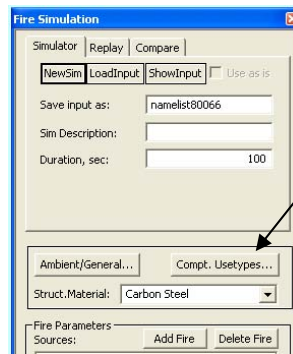 Fire Simulation
Simulator Replay Compare
NewSim LoadInput ShowInput Use as is
Save input as: namelist80066
Sim Description:
Duration, sec: 100
Ambient/General... Compt. Usetypes...
Struct.Material: Carbon Steel
Fire Parameters
Sources: Add Fire Delete Fire